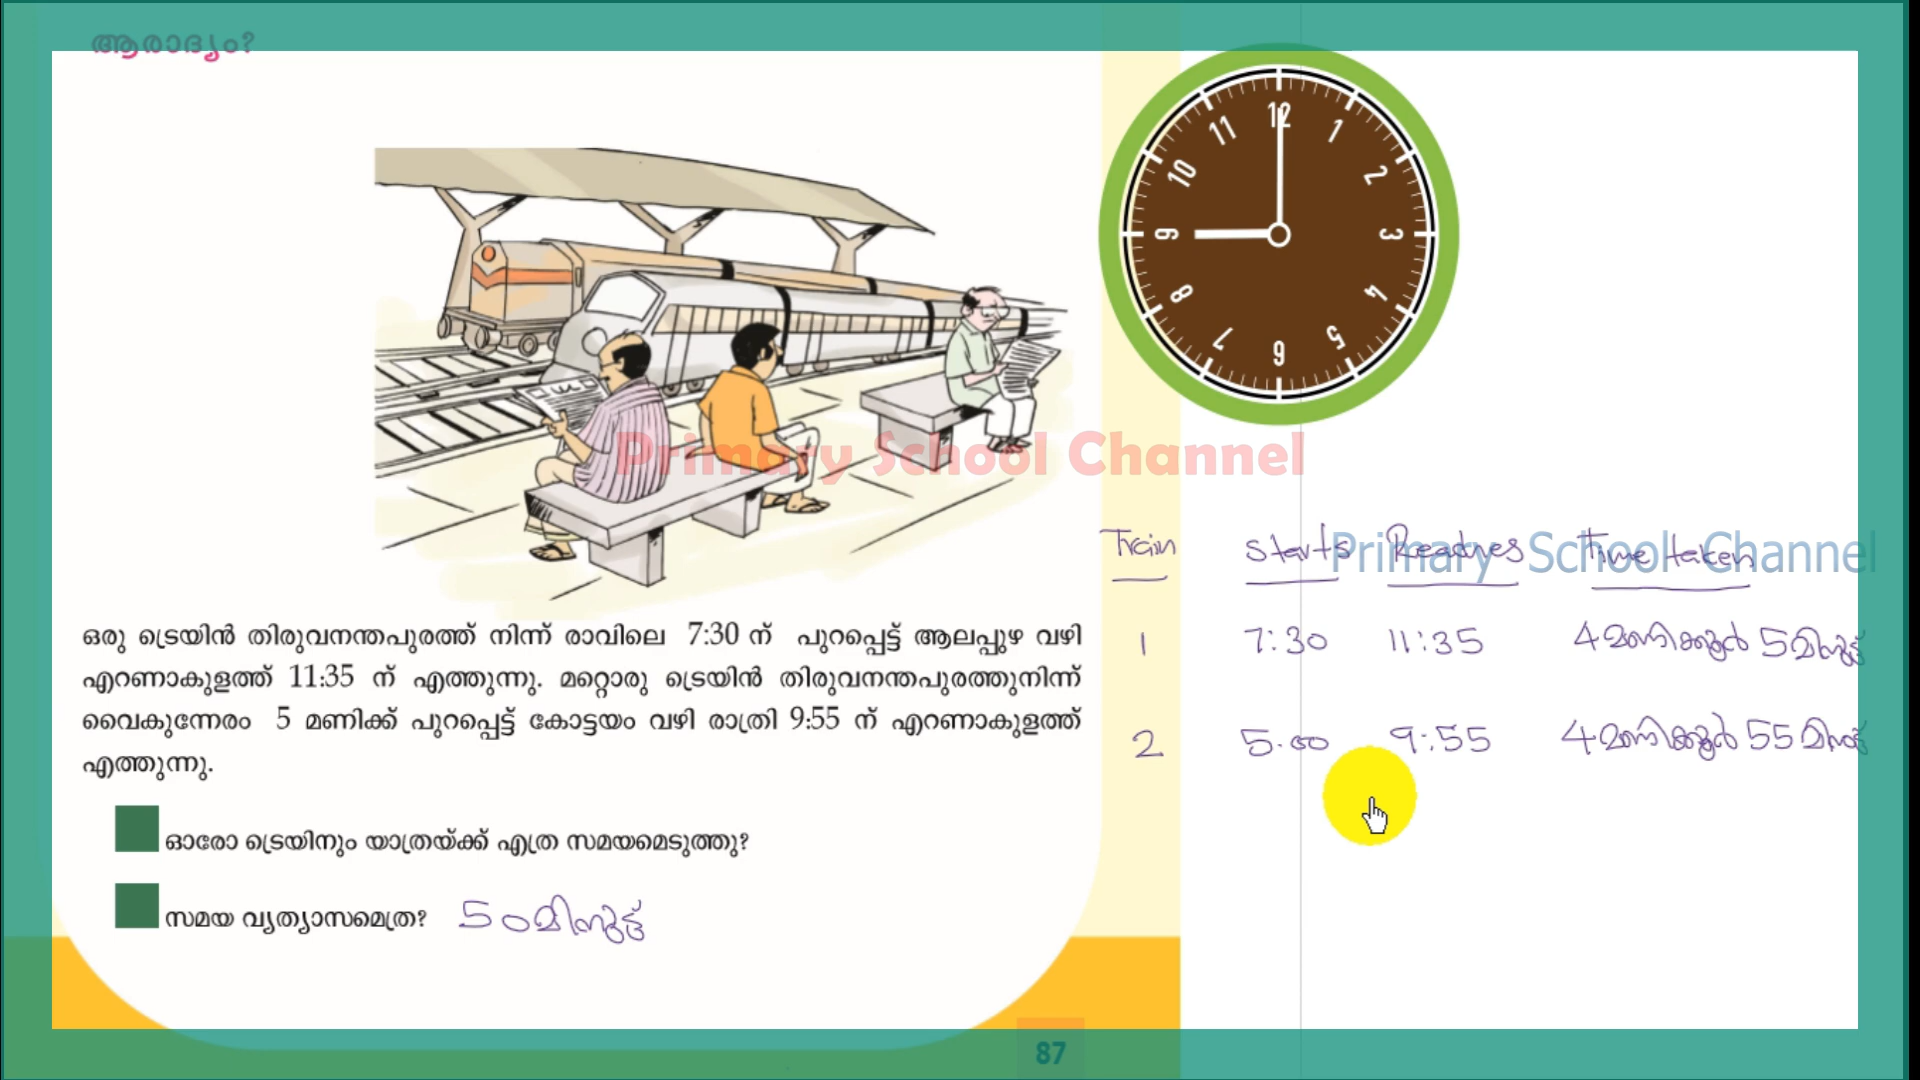 ആരാദ്യം?
12
1
2
3
4
5
6
7
8
9
10
11
Primary School Channel
Primary School Channel
Train Starts Reaches Time taken
1 7:30 11:35 4 മണിക്കൂർ 5 മിനുട്ട്
2 5.00 9:55 4 മണിക്കൂർ 55 മിനുട്ട്
ഒരു ട്രെയിൻ തിരുവനന്തപുരത്ത് നിന്ന് രാവിലെ 7:30 ന് പുറപ്പെട്ട് ആലപ്പുഴ വഴി
എറണാകുളത്ത് 11:35 ന് എത്തുന്നു. മറ്റൊരു ട്രെയിൻ തിരുവനന്തപുരത്തുനിന്ന്
വൈകുന്നേരം 5 മണിക്ക് പുറപ്പെട്ട് കോട്ടയം വഴി രാത്രി 9:55 ന് എറണാകുളത്ത്
എത്തുന്നു.
ഓരോ ട്രെയിനും യാത്രയ്ക്ക് എത്ര സമയമെടുത്തു?
സമയ വ്യത്യാസമെത്ര? 50 മിനുട്ട്
87